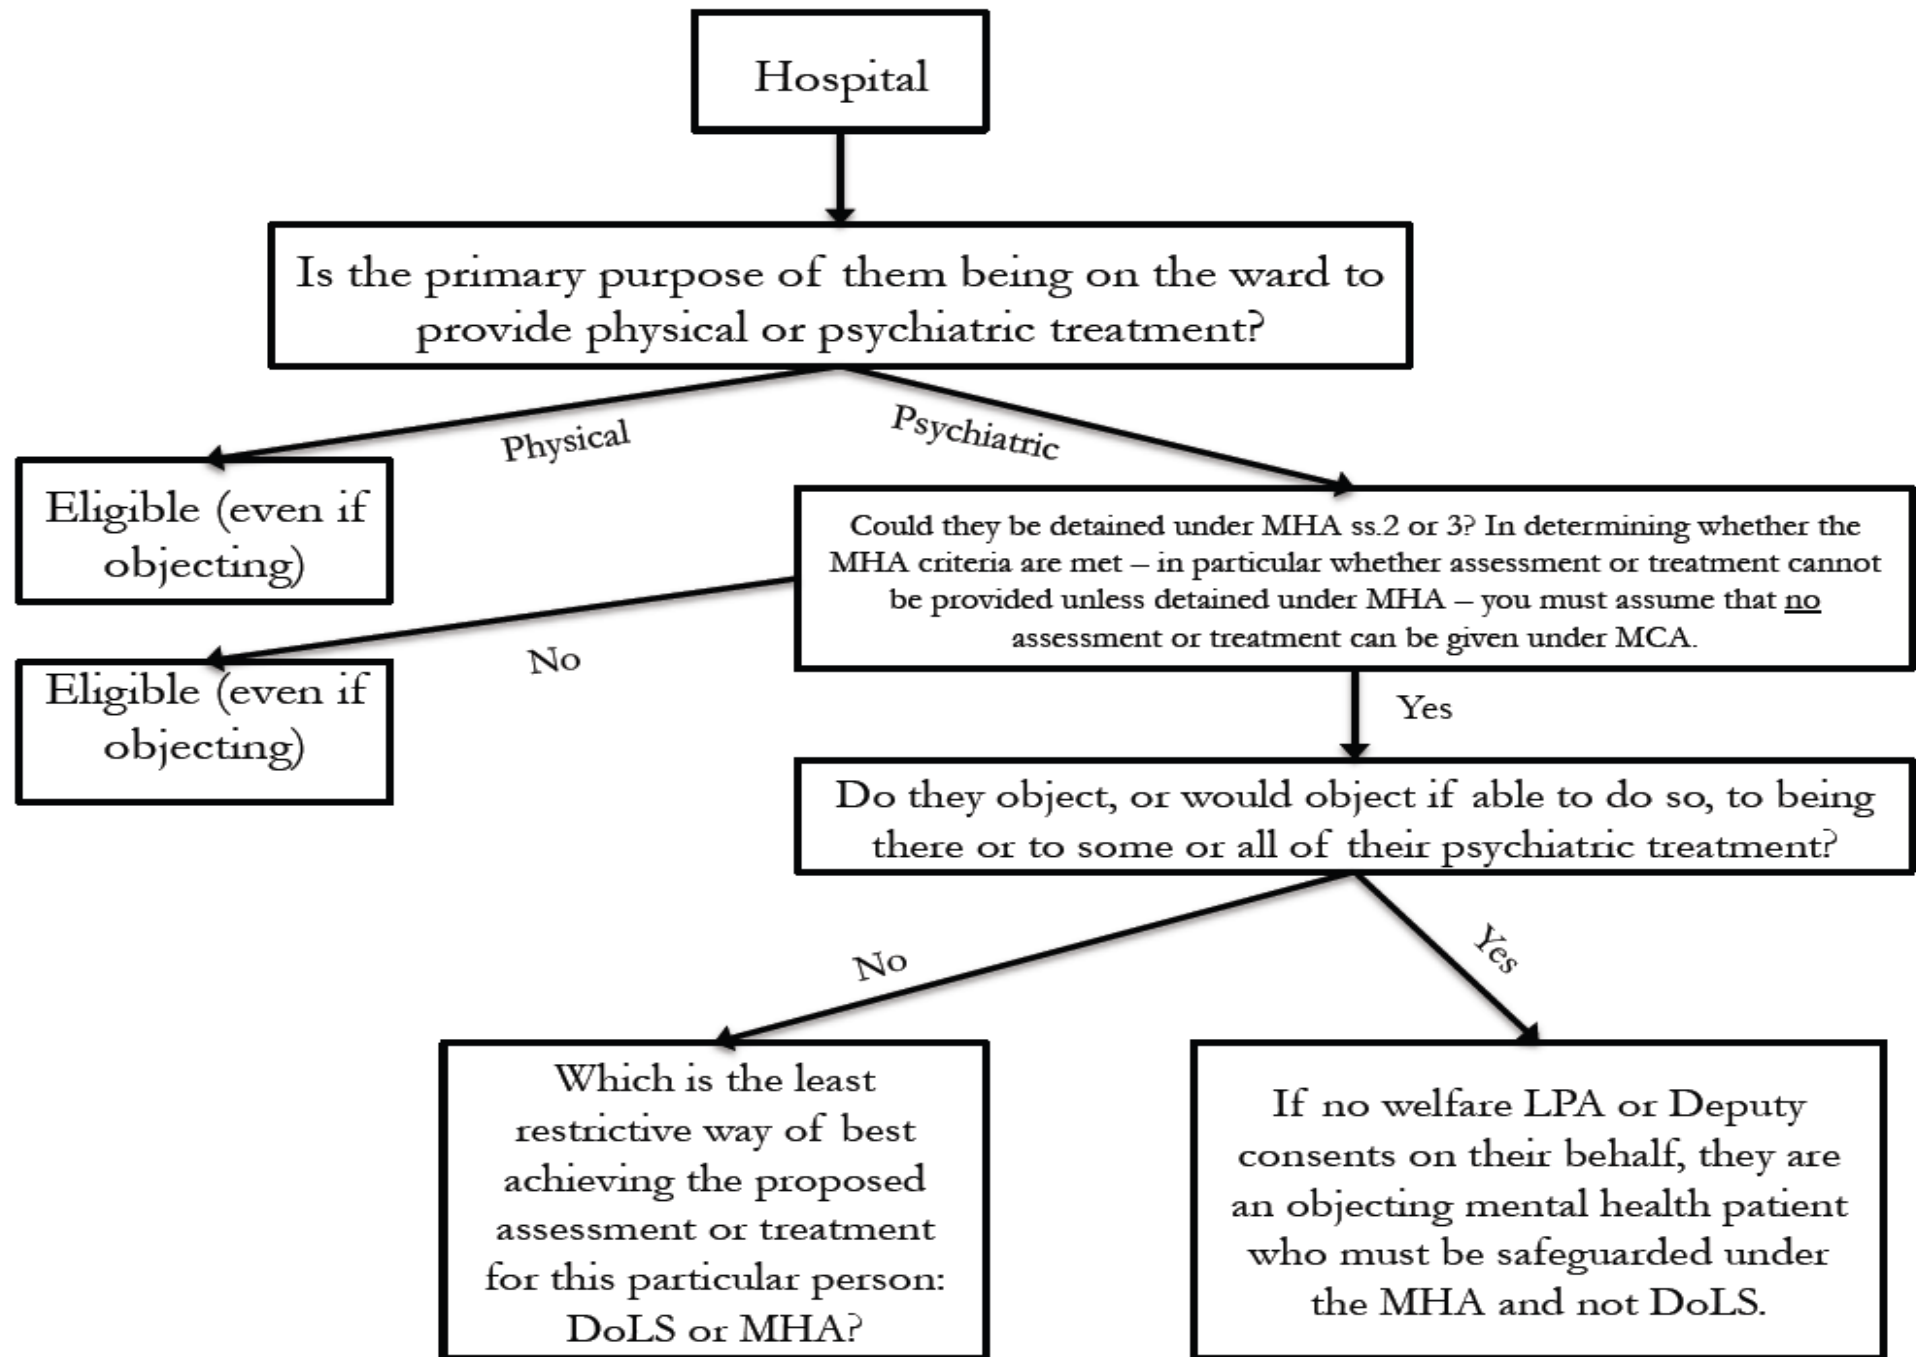 Hospital
Is the primary purpose of them being on the ward to
provide physical or psychiatric treatment?
Physical
Psychiatric
Eligible (even if
objecting)
Could they be detained under MHA ss.2 or 3? In determining whether the
MHA criteria are met – in particular whether assessment or treatment cannot
be provided unless detained under MHA – you must assume that no
assessment or treatment can be given under MCA.
No
Eligible (even if
objecting)
Yes
Do they object, or would object if able to do so, to being
there or to some or all of their psychiatric treatment?
No
Yes
Which is the least
restrictive way of best
achieving the proposed
assessment or treatment
for this particular person:
DoLS or MHA?
If no welfare LPA or Deputy
consents on their behalf, they are
an objecting mental health patient
who must be safeguarded under
the MHA and not DoLS.